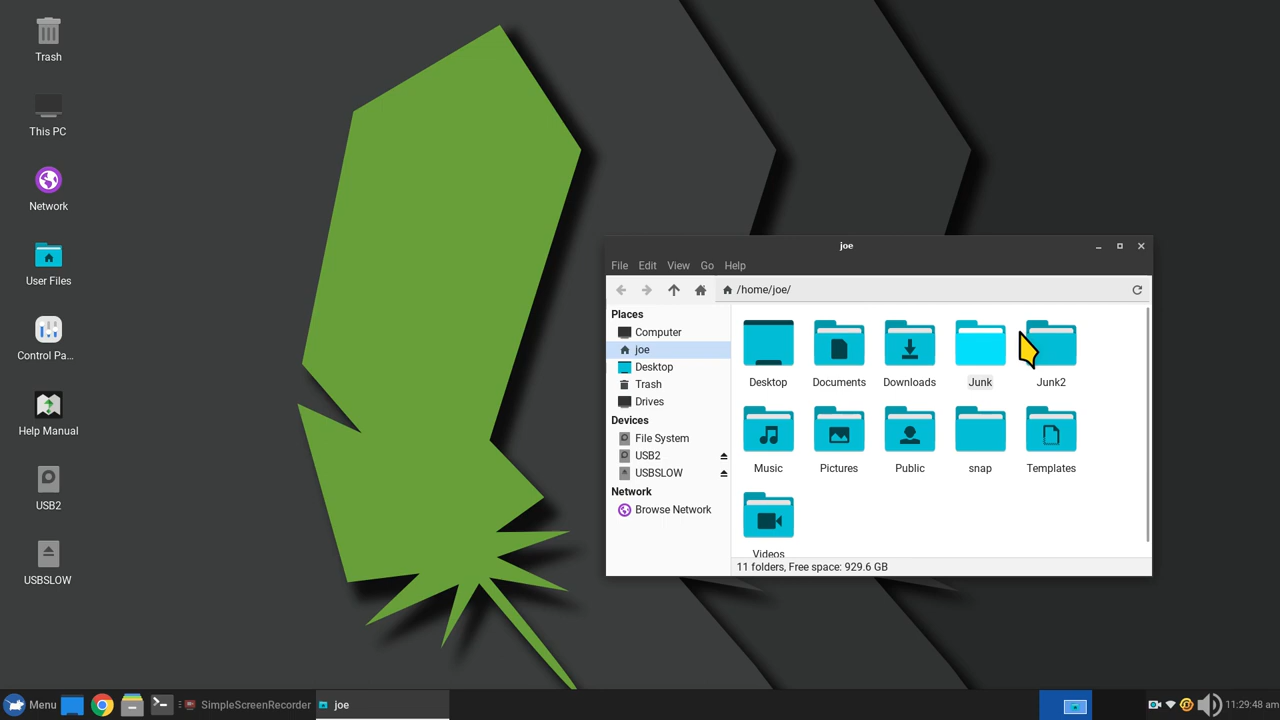 Trash
This PC
Network
User Files
Control Pa...
Help Manual
USB2
USBSLOW
joe
File Edit View Go Help
/home/joe/
Places
Computer
joe
Desktop
Trash
Drives
Devices
File System
USB2
USBSLOW
Network
Browse Network
Desktop Documents Downloads Junk Junk2
Music Pictures Public snap Templates
Videos
11 folders, Free space: 929.6 GB
Menu SimpleScreenRecorder joe 11:29:48 am